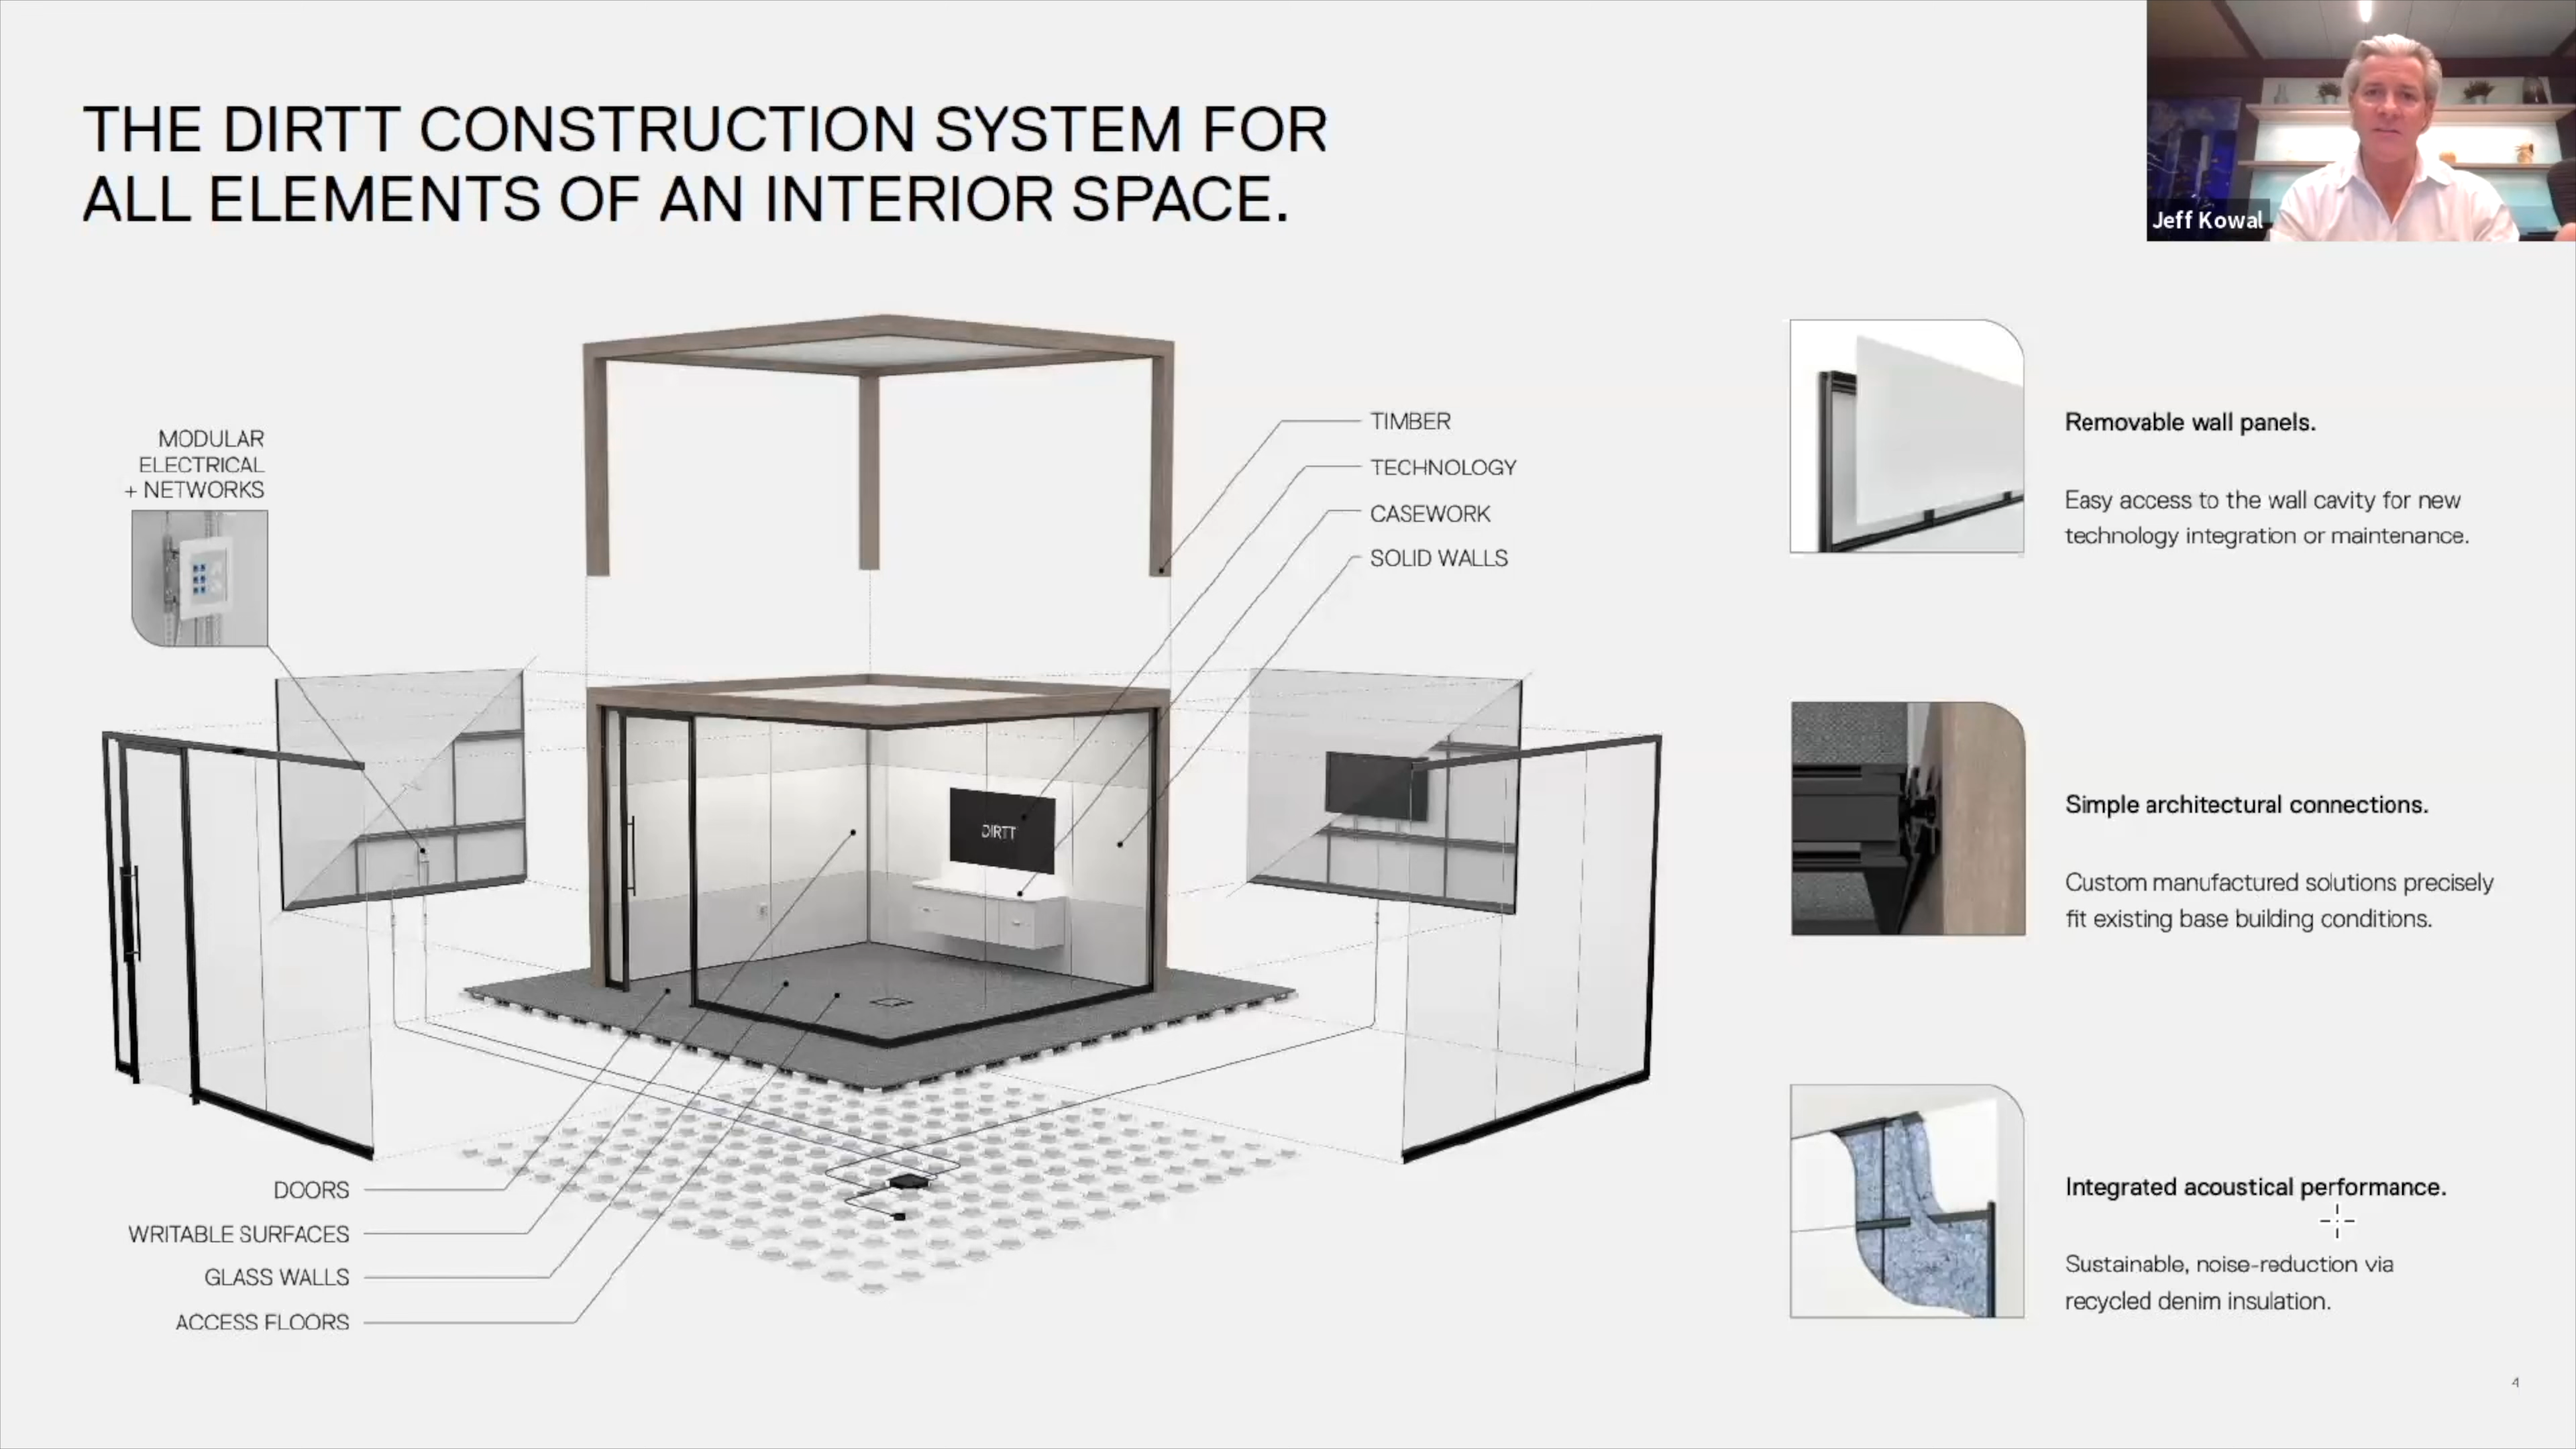 THE DIRTT CONSTRUCTION SYSTEM FOR
ALL ELEMENTS OF AN INTERIOR SPACE.
Jeff Kowal
MODULAR
ELECTRICAL
+ NETWORKS
TIMBER
TECHNOLOGY
CASEWORK
SOLID WALLS
DIRTT
DOORS
WRITABLE SURFACES
GLASS WALLS
ACCESS FLOORS
Removable wall panels.
Easy access to the wall cavity for new
technology integration or maintenance.
Simple architectural connections.
Custom manufactured solutions precisely
fit existing base building conditions.
Integrated acoustical performance.
Sustainable, noise-reduction via
recycled denim insulation.
4